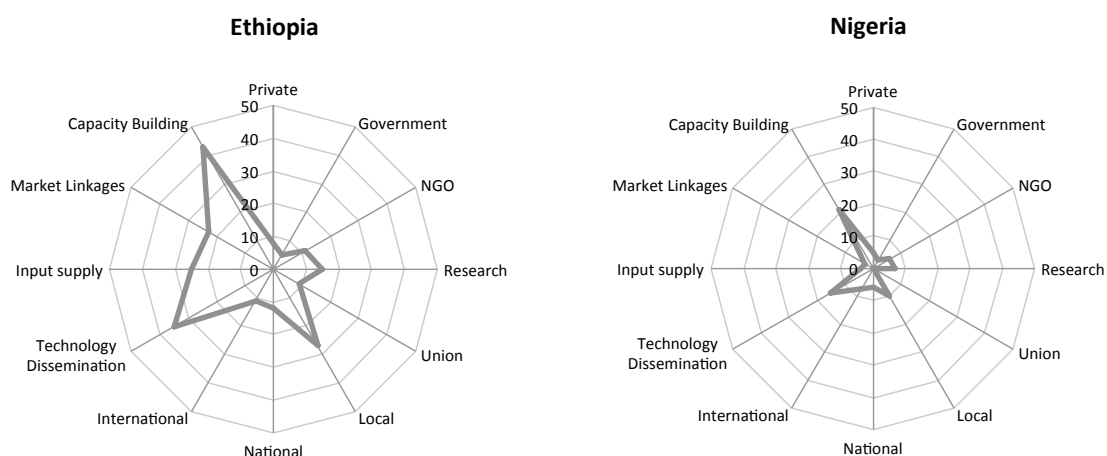 Ethiopia
Private
Government
NGO
Research
Union
Local
National
International
Technology
Dissemination
Input supply
Market Linkages
Capacity Building
50
40
30
20
10
0
Nigeria
Private
Government
NGO
Research
Union
Local
National
International
Technology
Dissemination
Input supply
Market Linkages
Capacity Building
50
40
30
20
10
0